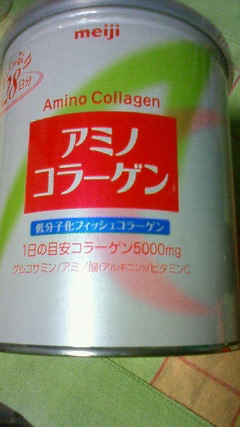 meiji
28日分
Amino Collagen
アミノ
コラーゲン
低分子化フィッシュコラーゲン
1日の目安コラーゲン5000mg
グルコサミン/アミノ酸(アルギニン)/ビタミンC